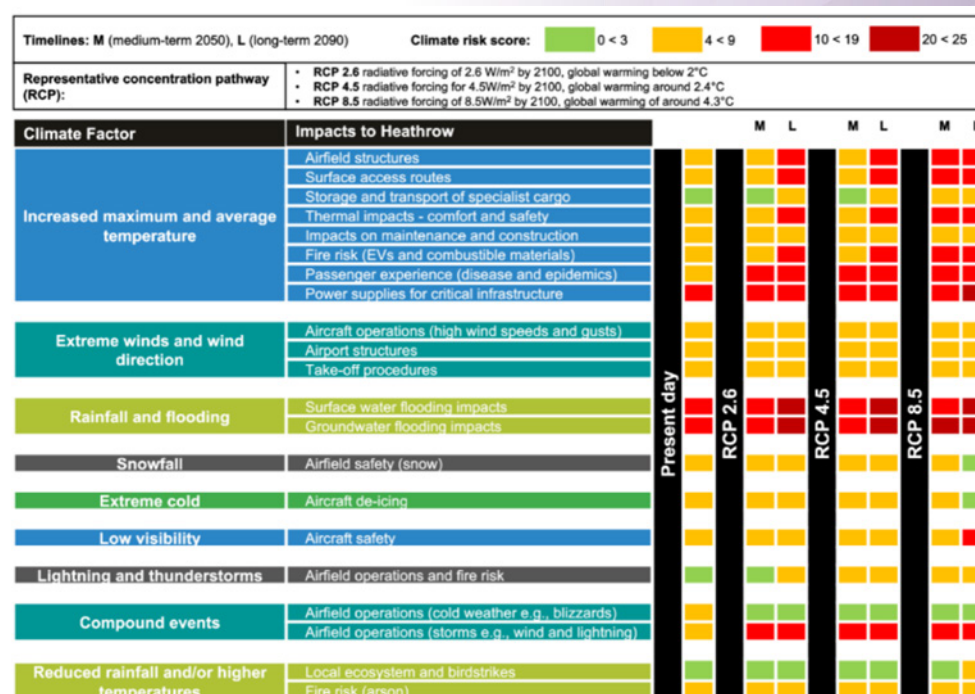 Timelines: M (medium-term 2050), L (long-term 2090)
Climate risk score:
0 < 3
4 < 9
10 < 19
20 < 25
Representative concentration pathway
(RCP):
• RCP 2.6 radiative forcing of 2.6 W/m² by 2100, global warming below 2°C
• RCP 4.5 radiative forcing for 4.5W/m² by 2100, global warming around 2.4°C
• RCP 8.5 radiative forcing of 8.5W/m² by 2100, global warming of around 4.3°C
Climate Factor
Impacts to Heathrow
M L M L M
Increased maximum and average
temperature
Airfield structures
Surface access routes
Storage and transport of specialist cargo
Thermal impacts - comfort and safety
Impacts on maintenance and construction
Fire risk (EVs and combustible materials)
Passenger experience (disease and epidemics)
Power supplies for critical infrastructure
Extreme winds and wind
direction
Aircraft operations (high wind speeds and gusts)
Airport structures
Take-off procedures
Rainfall and flooding
Surface water flooding impacts
Groundwater flooding impacts
Snowfall
Airfield safety (snow)
Extreme cold
Aircraft de-icing
Low visibility
Aircraft safety
Lightning and thunderstorms
Airfield operations and fire risk
Compound events
Airfield operations (cold weather e.g., blizzards)
Airfield operations (storms e.g., wind and lightning)
Reduced rainfall and/or higher
temperatures
Local ecosystem and birdstrikes
Fire risk (arson)
Present day
RCP 2.6
RCP 4.5
RCP 8.5